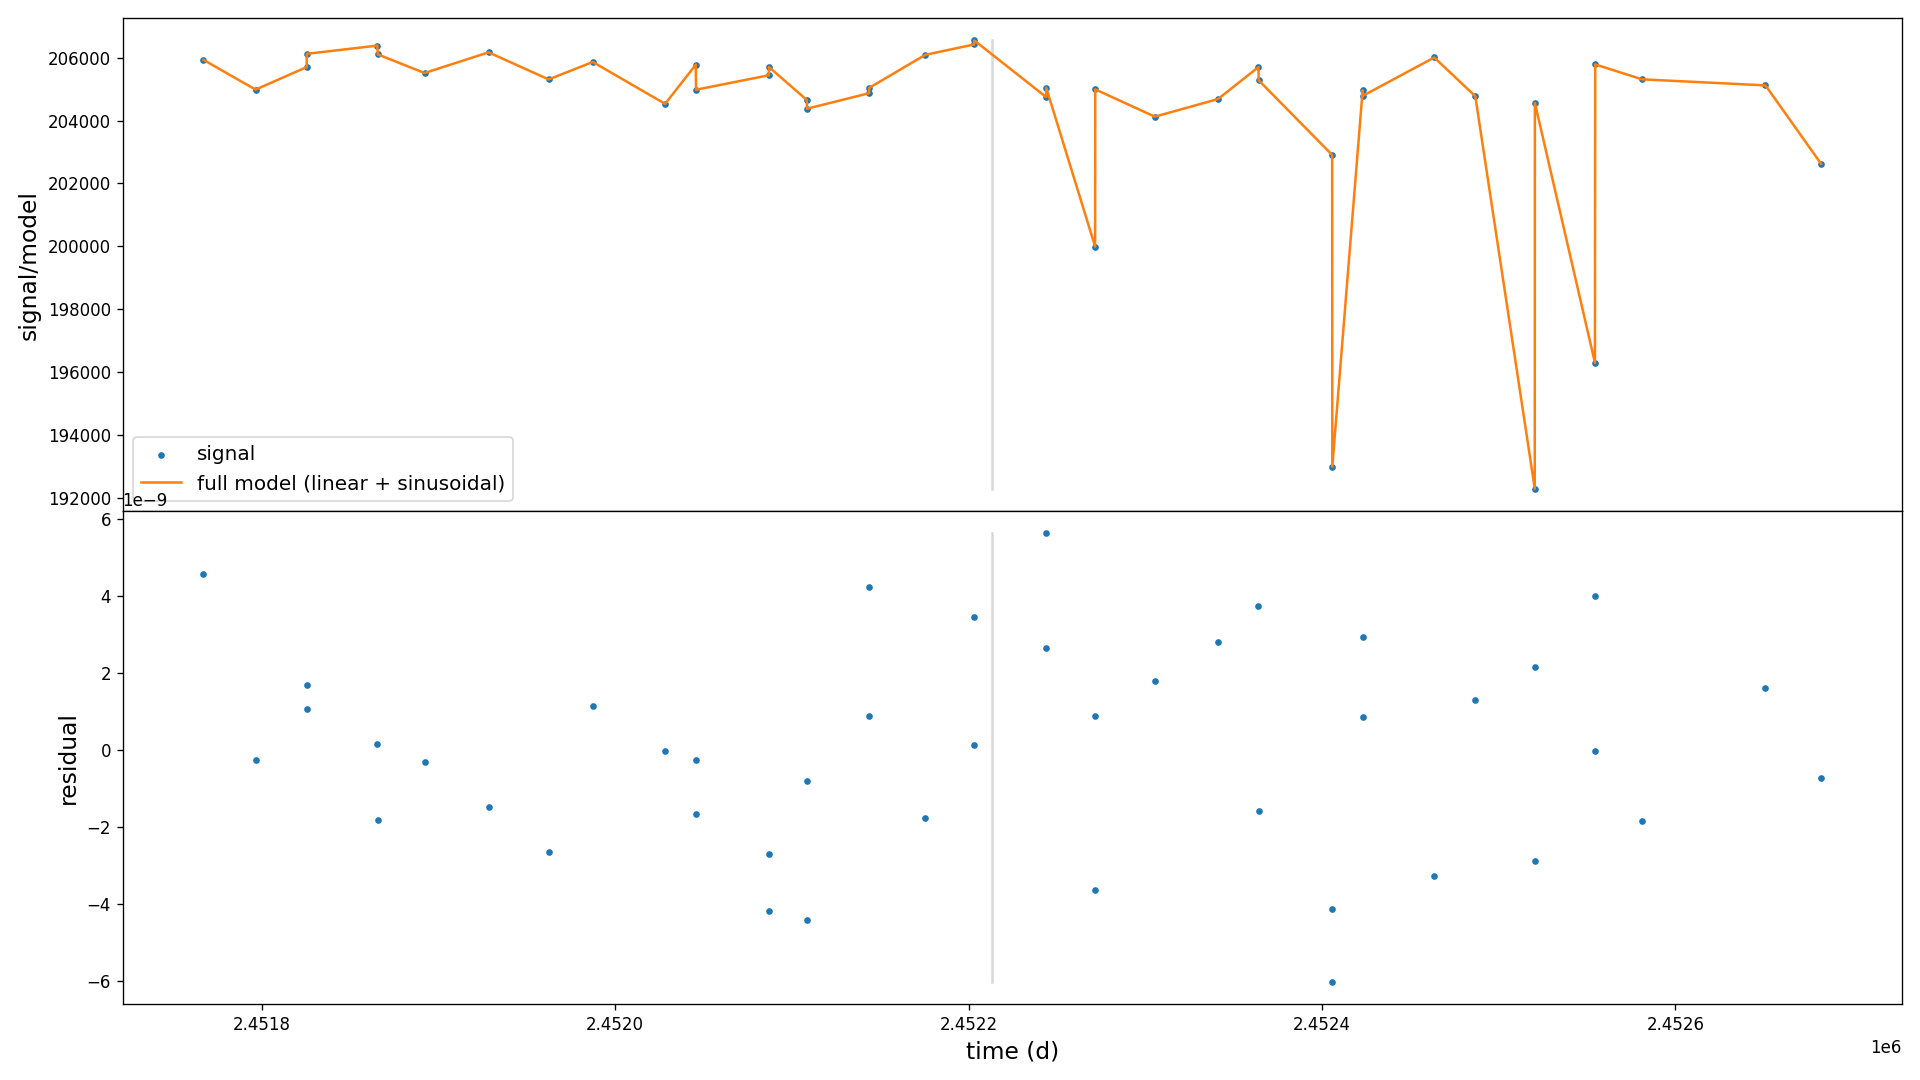 signal/model
206000
204000
202000
200000
198000
196000
194000
192000
signal
full model (linear + sinusoidal)
1e−9
residual
6
4
2
0
−2
−4
−6
2.4518
2.4520
2.4522
2.4524
2.4526
time (d)
1e6